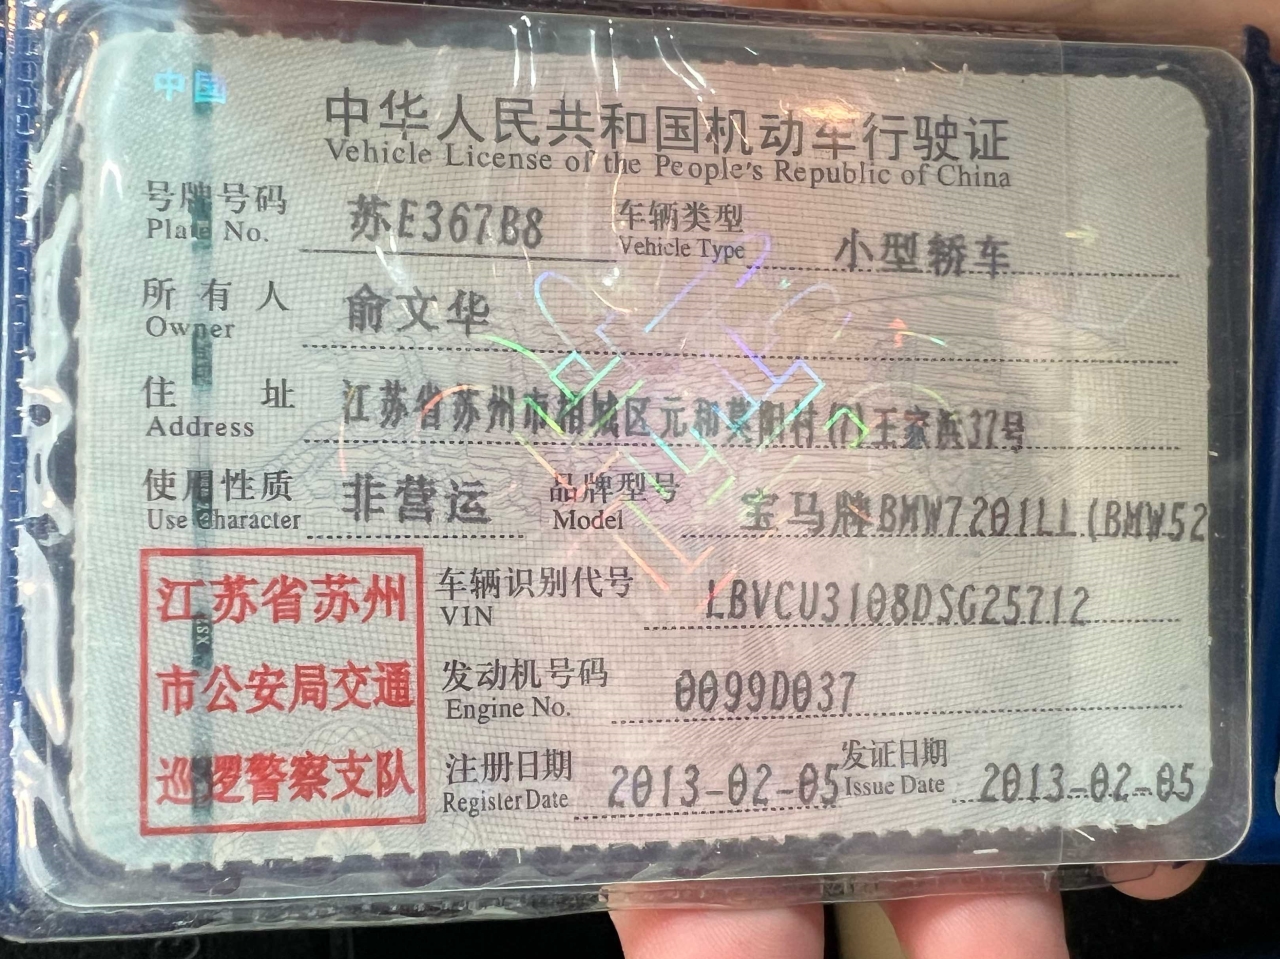 中国
中华人民共和国机动车行驶证
Vehicle License of the People's Republic of China
号牌号码 苏E367B8 车辆类型 小型轿车
Plate No. Vehicle Type
所有人 俞文华
Owner
住址 江苏省苏州市相城区元和莫阳村(7)王家浜37号
Address
使用性质 非营运 品牌型号 宝马牌BMW7201LL(BMW52
Use Character Model
江苏省苏州
市公安局交通
巡逻警察支队
车辆识别代号 LBVCU3108DSG25712
VIN
发动机号码 0099D037
Engine No.
注册日期 2013-02-05 发证日期 2013-02-05
Register Date Issue Date